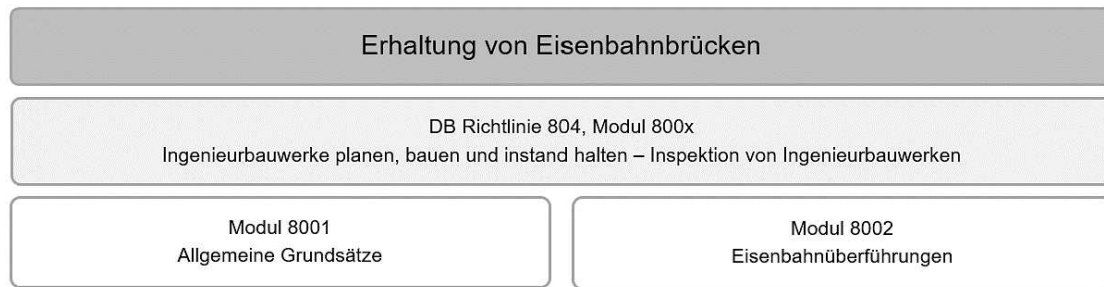 Erhaltung von Eisenbahnbrücken
DB Richtlinie 804, Modul 800x
Ingenieurbauwerke planen, bauen und instand halten – Inspektion von Ingenieurbauwerken
Modul 8001
Allgemeine Grundsätze
Modul 8002
Eisenbahnüberführungen